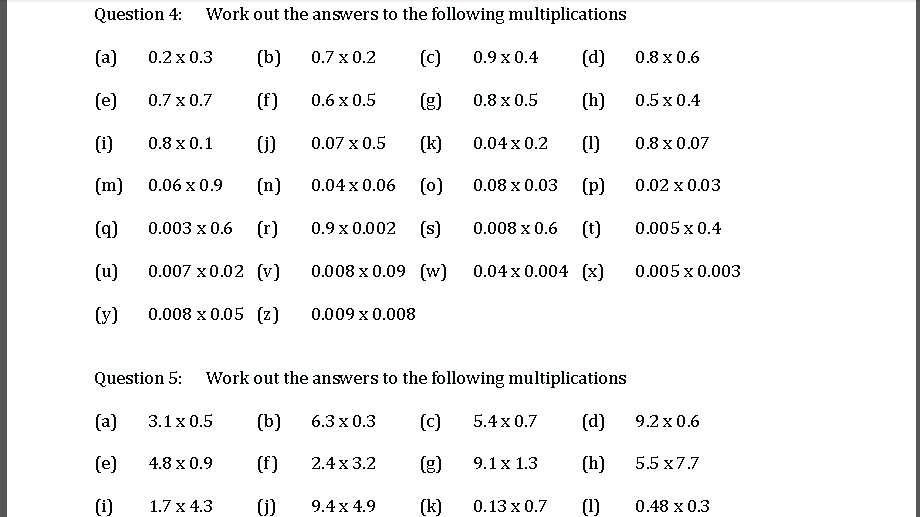 Question 4: Work out the answers to the following multiplications
(a) 0.2 x 0.3 (b) 0.7 x 0.2 (c) 0.9 x 0.4 (d) 0.8 x 0.6
(e) 0.7 x 0.7 (f) 0.6 x 0.5 (g) 0.8 x 0.5 (h) 0.5 x 0.4
(i) 0.8 x 0.1 (j) 0.07 x 0.5 (k) 0.04 x 0.2 (l) 0.8 x 0.07
(m) 0.06 x 0.9 (n) 0.04 x 0.06 (o) 0.08 x 0.03 (p) 0.02 x 0.03
(q) 0.003 x 0.6 (r) 0.9 x 0.002 (s) 0.008 x 0.6 (t) 0.005 x 0.4
(u) 0.007 x 0.02 (v) 0.008 x 0.09 (w) 0.04 x 0.004 (x) 0.005 x 0.003
(y) 0.008 x 0.05 (z) 0.009 x 0.008
Question 5: Work out the answers to the following multiplications
(a) 3.1 x 0.5 (b) 6.3 x 0.3 (c) 5.4 x 0.7 (d) 9.2 x 0.6
(e) 4.8 x 0.9 (f) 2.4 x 3.2 (g) 9.1 x 1.3 (h) 5.5 x 7.7
(i) 1.7 x 4.3 (j) 9.4 x 4.9 (k) 0.13 x 0.7 (l) 0.48 x 0.3